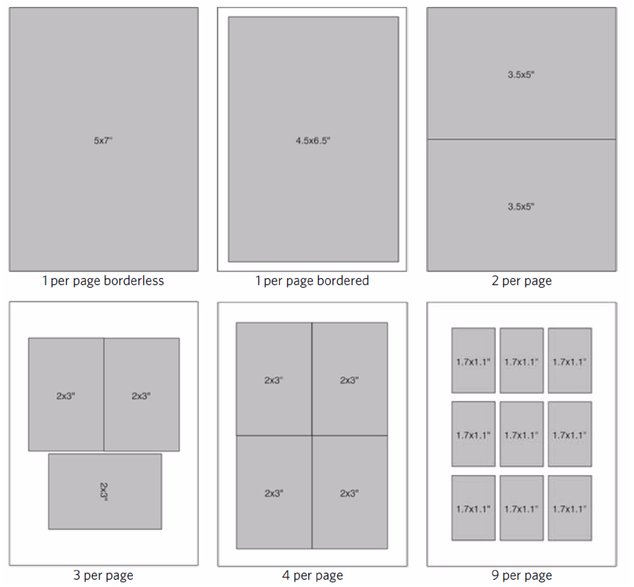 5x7"
4.5x6.5"
3.5x5"
3.5x5"
1 per page borderless
1 per page bordered
2 per page
2x3"
2x3"
2x3"
3 per page
2x3"
2x3"
2x3"
2x3"
4 per page
1.7x1.1"
1.7x1.1"
1.7x1.1"
1.7x1.1"
1.7x1.1"
1.7x1.1"
1.7x1.1"
1.7x1.1"
1.7x1.1"
9 per page